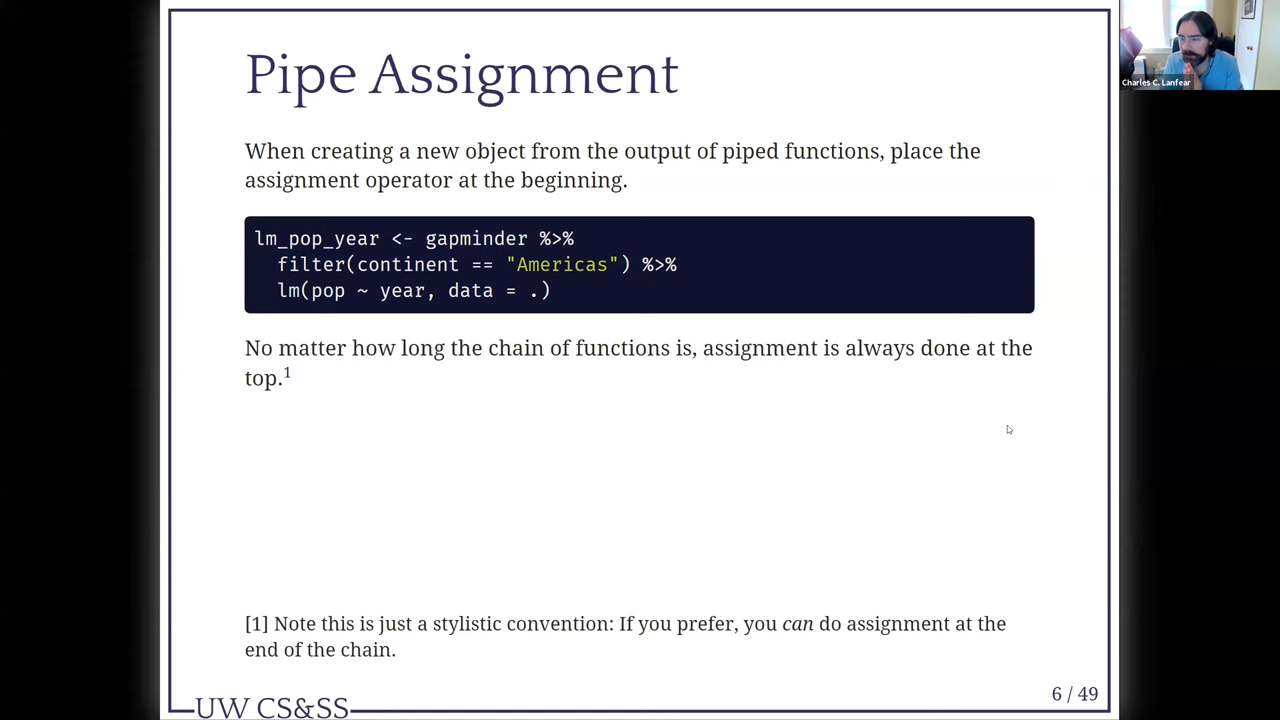 Pipe Assignment
Charles C. Lanfear
When creating a new object from the output of piped functions, place the
assignment operator at the beginning.
lm_pop_year <- gapminder %>%
  filter(continent == "Americas") %>%
  lm(pop ~ year, data = .)
No matter how long the chain of functions is, assignment is always done at the
top.1
[1] Note this is just a stylistic convention: If you prefer, you can do assignment at the
end of the chain.
6 / 49
UW CS&SS